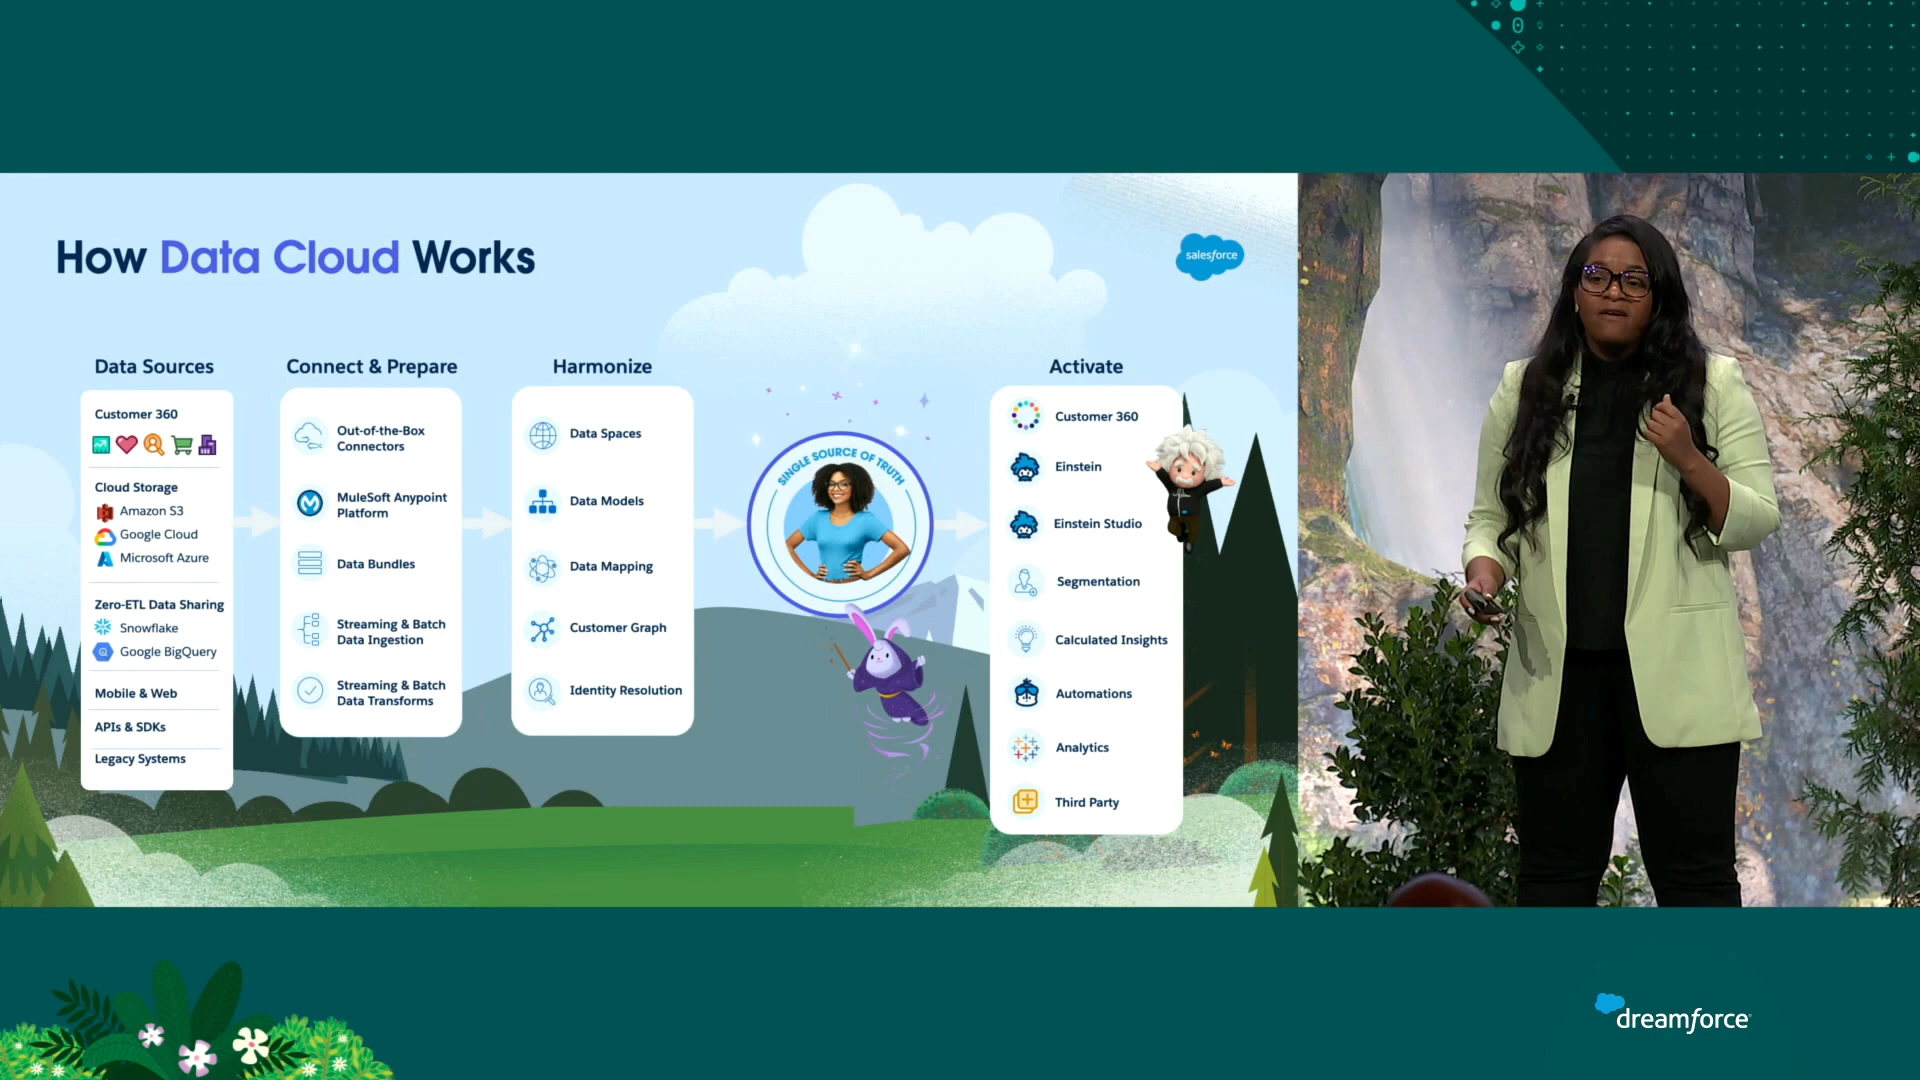 How Data Cloud Works
salesforce
Data Sources
Customer 360
Cloud Storage
Amazon S3
Google Cloud
Microsoft Azure
Zero-ETL Data Sharing
Snowflake
Google BigQuery
Mobile & Web
APIs & SDKs
Legacy Systems
Connect & Prepare
Out-of-the-Box
Connectors
MuleSoft Anypoint
Platform
Data Bundles
Streaming & Batch
Data Ingestion
Streaming & Batch
Data Transforms
Harmonize
Data Spaces
Data Models
Data Mapping
Customer Graph
Identity Resolution
SINGLE SOURCE OF TRUTH
Activate
Customer 360
Einstein
Einstein Studio
Segmentation
Calculated Insights
Automations
Analytics
Third Party
dreamforce